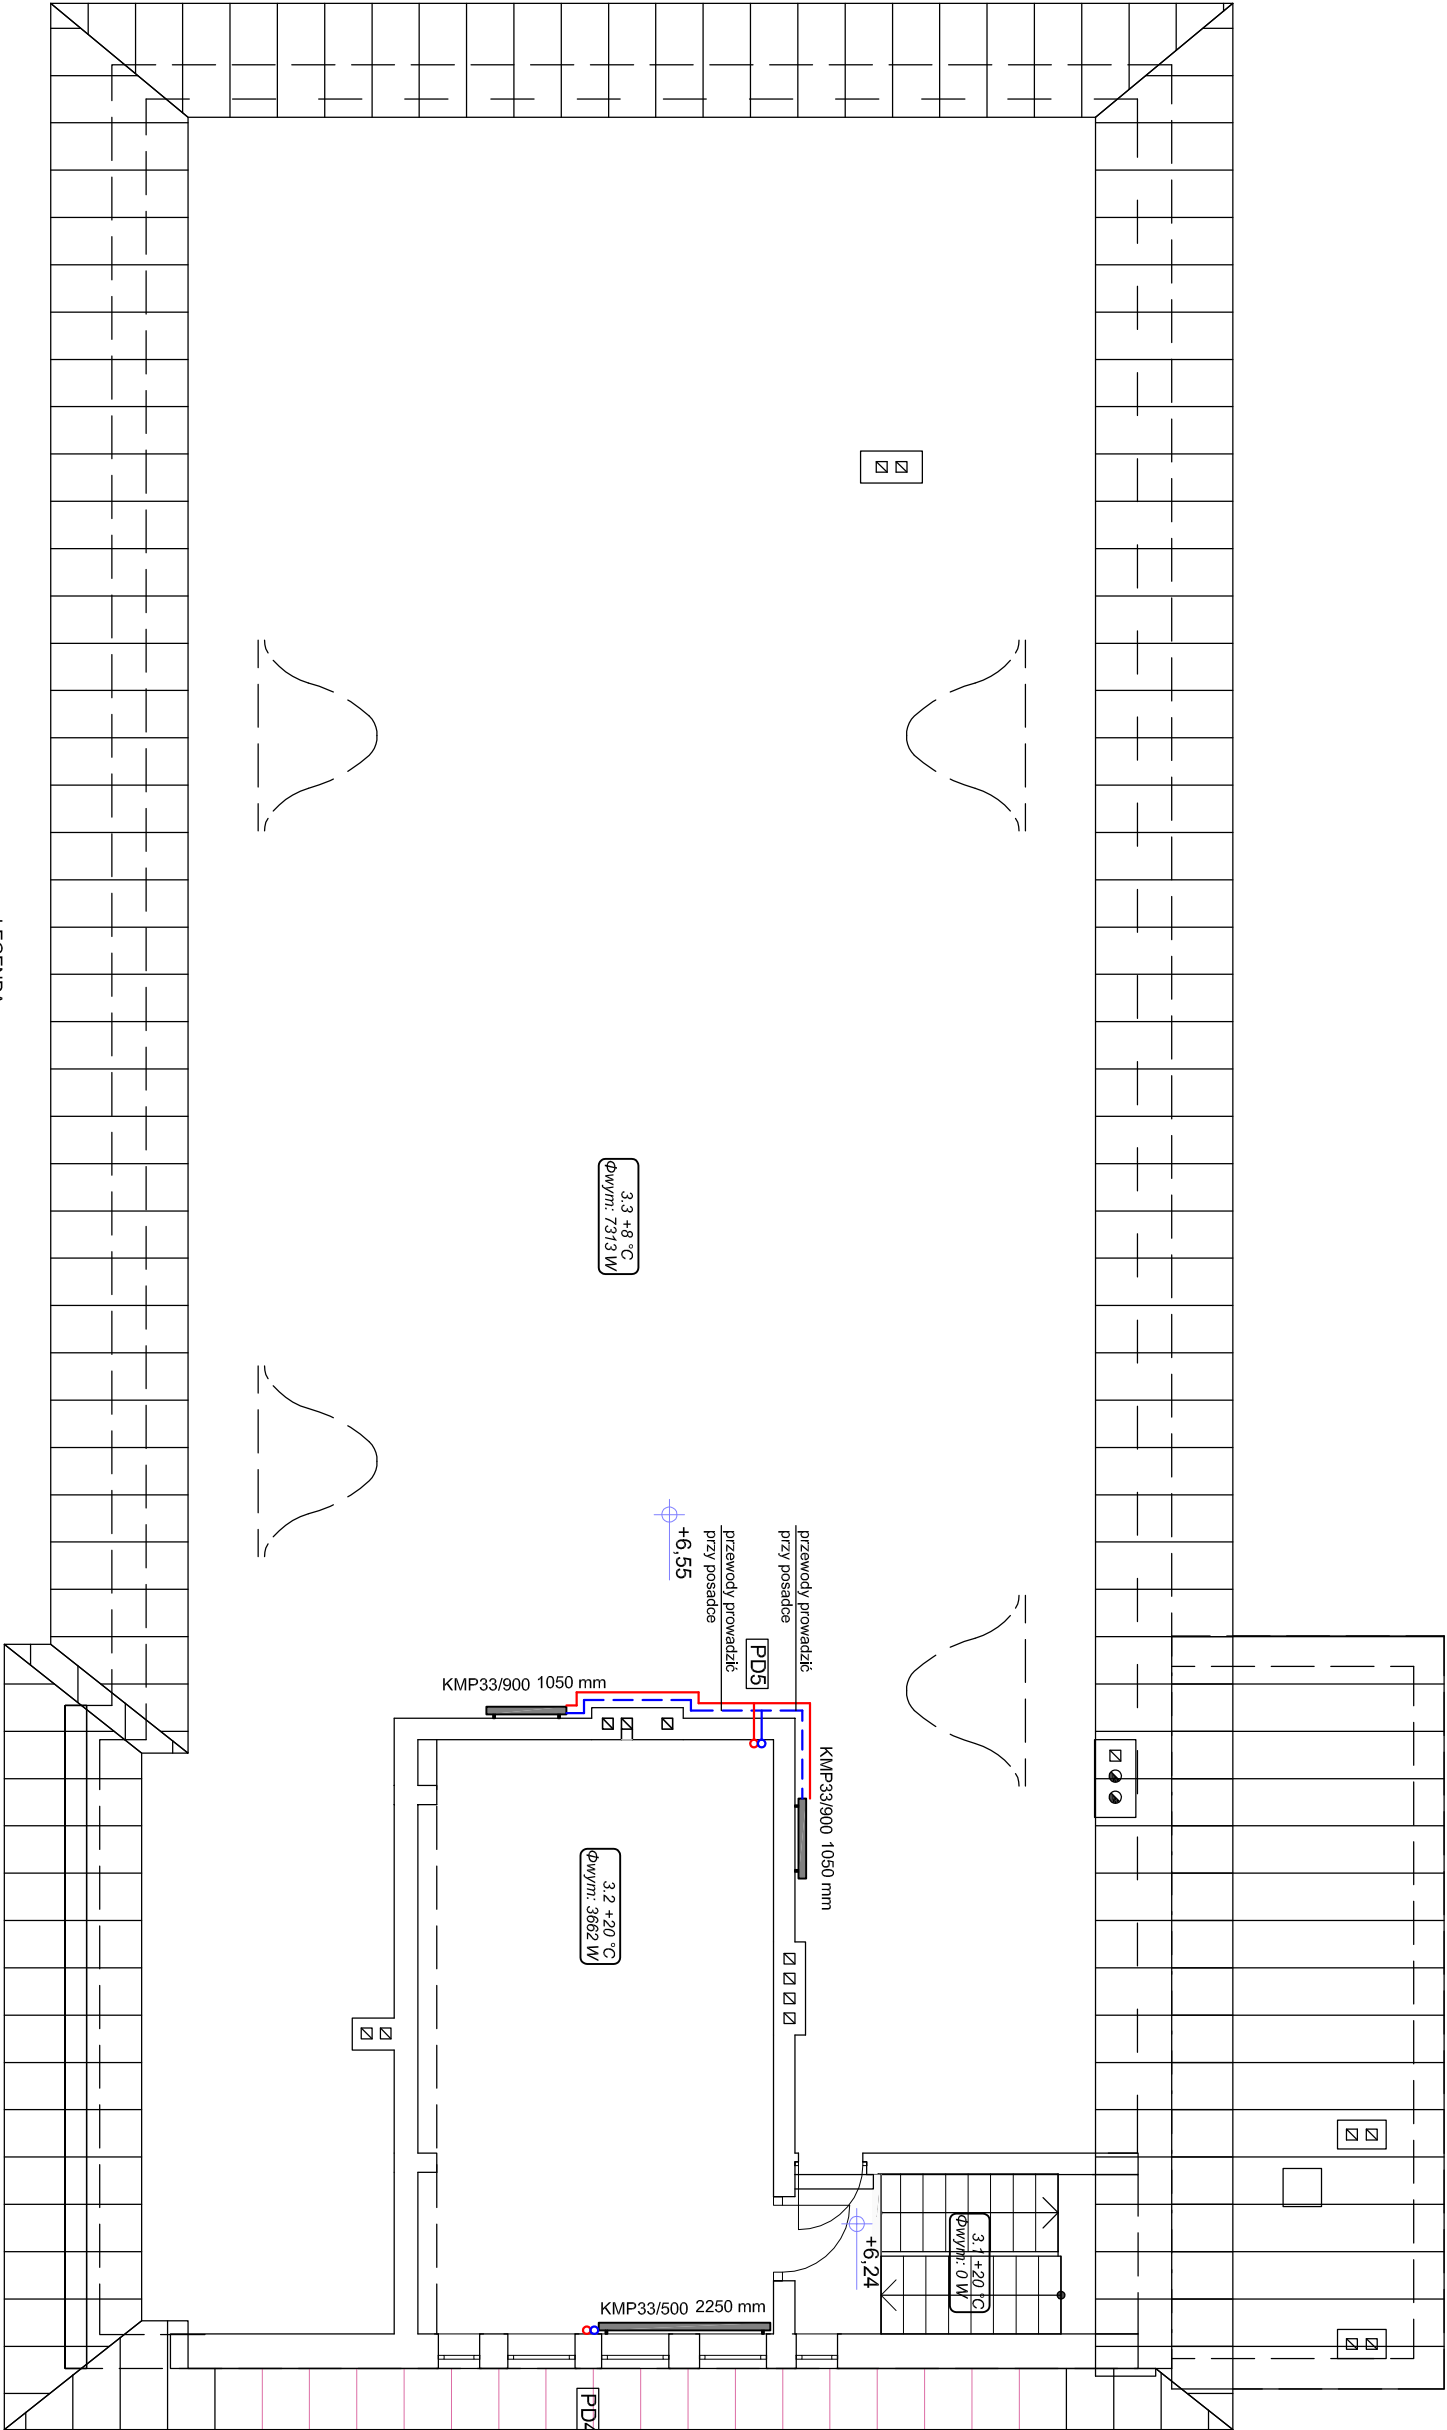 3.3 +8 °C
Φwym: 7313 W
+6,55
przewody prowadzić
przy posadce
przewody prowadzić
przy posadce
PD5
KMP33/900 1050 mm
KMP33/900 1050 mm
3.2 +20 °C
Φwym: 3662 W
3.1 +20 °C
Φwym: 0 W
+6,24
KMP33/500 2250 mm
PD4